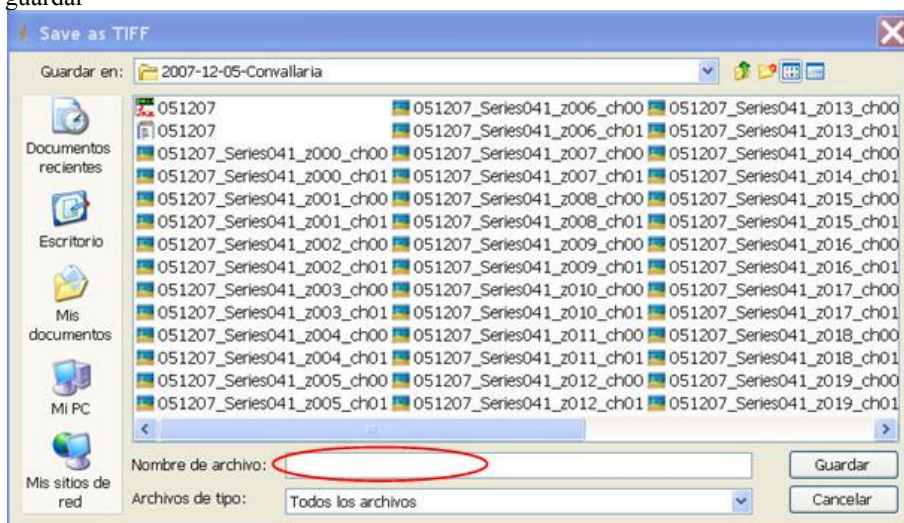 guardar
Save as TIFF
Guardar en: 2007-12-05-Convallaria
Documentos recientes
Escritorio
Mis documentos
Mi PC
Mis sitios de red
051207
051207
051207_Series041_z000_ch00
051207_Series041_z000_ch01
051207_Series041_z001_ch00
051207_Series041_z001_ch01
051207_Series041_z002_ch00
051207_Series041_z002_ch01
051207_Series041_z003_ch00
051207_Series041_z003_ch01
051207_Series041_z004_ch00
051207_Series041_z004_ch01
051207_Series041_z005_ch00
051207_Series041_z005_ch01
051207_Series041_z006_ch00
051207_Series041_z006_ch01
051207_Series041_z007_ch00
051207_Series041_z007_ch01
051207_Series041_z008_ch00
051207_Series041_z008_ch01
051207_Series041_z009_ch00
051207_Series041_z009_ch01
051207_Series041_z010_ch00
051207_Series041_z010_ch01
051207_Series041_z011_ch00
051207_Series041_z011_ch01
051207_Series041_z012_ch00
051207_Series041_z012_ch01
051207_Series041_z013_ch00
051207_Series041_z013_ch01
051207_Series041_z014_ch00
051207_Series041_z014_ch01
051207_Series041_z015_ch00
051207_Series041_z015_ch01
051207_Series041_z016_ch00
051207_Series041_z016_ch01
051207_Series041_z017_ch00
051207_Series041_z017_ch01
051207_Series041_z018_ch00
051207_Series041_z018_ch01
051207_Series041_z019_ch00
051207_Series041_z019_ch01
Nombre de archivo:
Guardar
Archivos de tipo: Todos los archivos
Cancelar